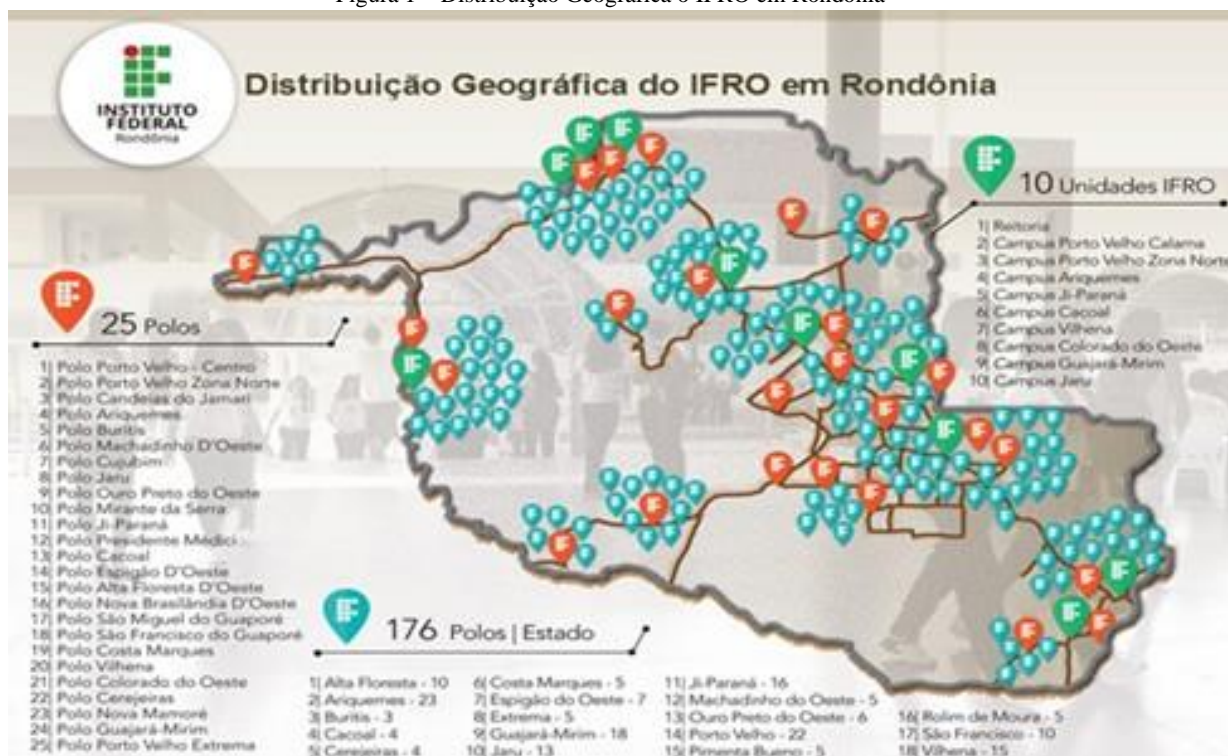 Figura 1 – Distribuição Geográfica o IFRO em Rondônia
INSTITUTO
FEDERAL
Rondônia
Distribuição Geográfica do IFRO em Rondônia
10 Unidades IFRO
1| Reitoria
2| Campus Porto Velho Calama
3| Campus Porto Velho Zona Norte
4| Campus Ariquemes
5| Campus Ji-Paraná
6| Campus Cacoal
7| Campus Vilhena
8| Campus Colorado do Oeste
9| Campus Guajará-Mirim
10| Campus Jaru
25 Polos
1| Polo Porto Velho - Centro
2| Polo Porto Velho Zona Norte
3| Polo Candeias do Jamari
4| Polo Ariquemes
5| Polo Buritis
6| Polo Machadinho D'Oeste
7| Polo Cujubim
8| Polo Jaru
9| Polo Ouro Preto do Oeste
10| Polo Mirante da Serra
11| Polo Ji-Paraná
12| Polo Presidente Médici
13| Polo Cacoal
14| Polo Espigão D'Oeste
15| Polo Alta Floresta D'Oeste
16| Polo Nova Brasilândia D'Oeste
17| Polo São Miguel do Guaporé
18| Polo São Francisco do Guaporé
19| Polo Costa Marques
20| Polo Vilhena
21| Polo Colorado do Oeste
22| Polo Cerejeiras
23| Polo Nova Mamoré
24| Polo Guajará-Mirim
25| Polo Porto Velho Extrema
176 Polos | Estado
1| Alta Floresta - 10
2| Ariquemes - 23
3| Buritis - 3
4| Cacoal - 4
5| Cerejeiras - 4
6| Costa Marques - 5
7| Espigão do Oeste - 7
8| Extrema - 5
9| Guajará-Mirim - 18
10| Jaru - 13
11| Ji-Paraná - 16
12| Machadinho do Oeste - 5
13| Ouro Preto do Oeste - 6
14| Porto Velho - 22
15| Pimenta Bueno - 5
16| Rolim de Moura - 5
17| São Francisco - 10
18| Vilhena - 15